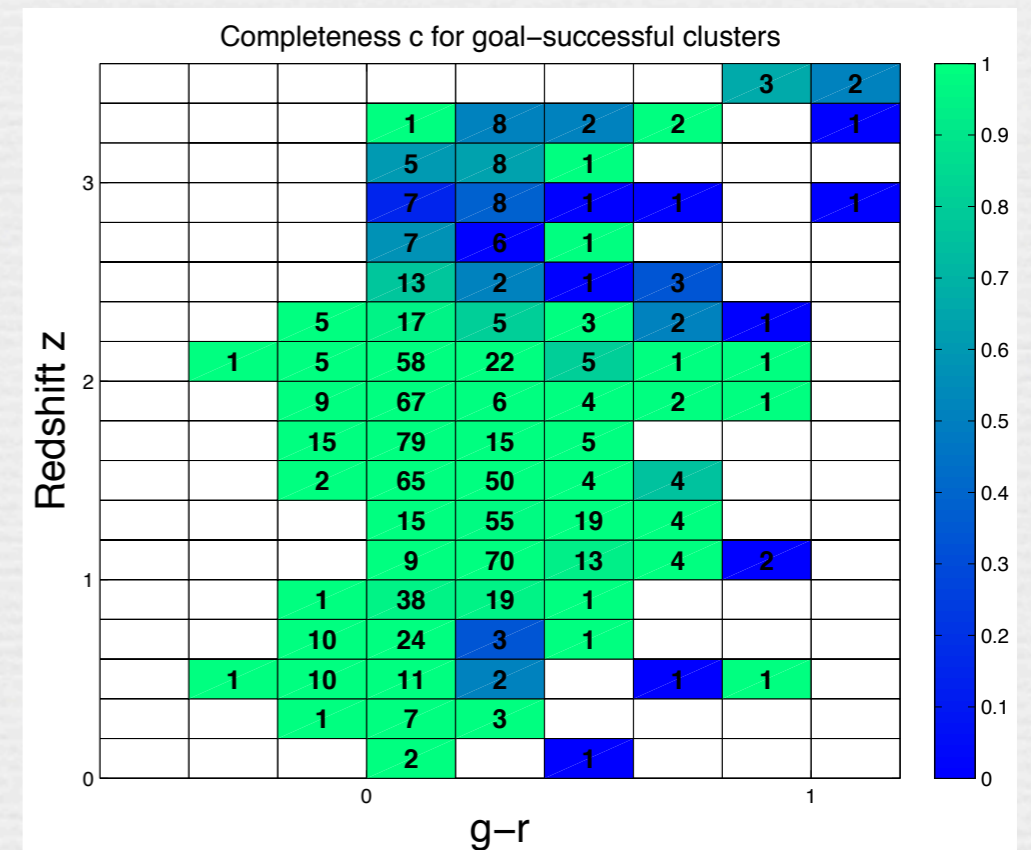 Completeness c for goal−successful clusters
3 2 1
1 8 2 2 1 0.9
5 8 1
3 0.8
7 8 1 1 1
7 6 1 0.7
13 2 1 3
5 17 5 3 2 1 0.6
1 5 58 22 5 1 1
2
9 67 6 4 2 1 0.5
15 79 15 5
2 65 50 4 4 0.4
15 55 19 4
9 70 13 4 2 0.3
1
1 38 19 1
10 24 3 1 0.2
1 10 11 2 1 1
1 7 3 0.1
2 1
0 0
0 1
g−r
Redshift z